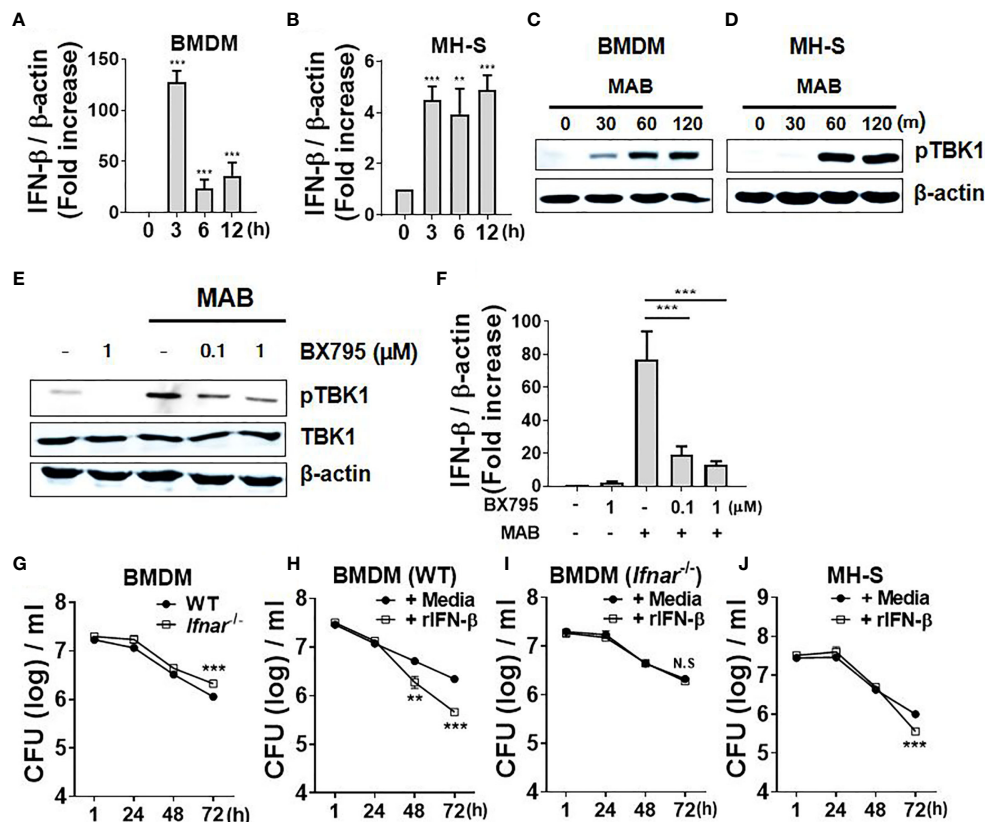 A
BMDM
IFN-β / β-actin
(Fold increase)
150
100
50
0
***
***
***
0 3 6 12 (h)
B
MH-S
IFN-β / β-actin
(Fold increase)
6
4
2
0
***
**
***
0 3 6 12 (h)
C
BMDM
MAB
0 30 60 120
D
MH-S
MAB
0 30 60 120 (m)
pTBK1
β-actin
E
MAB
- 1 - 0.1 1 BX795 (μM)
pTBK1
TBK1
β-actin
F
IFN-β / β-actin
(Fold increase)
100
80
60
40
20
0
***
***
BX795 - 1 - 0.1 1 (μM)
MAB - - + + +
G
BMDM
WT
Ifnar-/-
CFU (log) / ml
8
7
6
5
4
***
1 24 48 72 (h)
H
BMDM (WT)
+ Media
+ rIFN-β
CFU (log) / ml
8
7
6
5
4
**
***
1 24 48 72 (h)
I
BMDM (Ifnar-/-)
+ Media
+ rIFN-β
CFU (log) / ml
8
7
6
5
4
N.S
1 24 48 72 (h)
J
MH-S
+ Media
+ rIFN-β
CFU (log) / ml
9
8
7
6
5
4
***
1 24 48 72 (h)